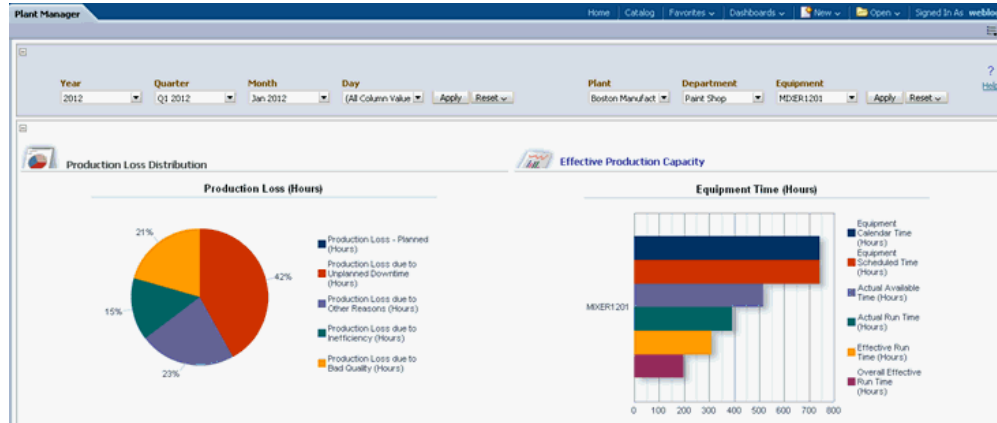 Plant Manager
Home Catalog Favorites Dashboards New Open Signed In As weblo
Year Quarter Month Day Plant Department Equipment
2012 Q1 2012 Jan 2012 (All Column Value Apply Reset Boston Manufact Paint Shop MIXER1201 Apply Reset
?
Help
Production Loss Distribution
Production Loss (Hours)
21%
42%
15%
23%
Production Loss - Planned
(Hours)
Production Loss due to
Unplanned Downtime
(Hours)
Production Loss due to
Other Reasons (Hours)
Production Loss due to
Inefficiency (Hours)
Production Loss due to
Bad Quality (Hours)
Effective Production Capacity
Equipment Time (Hours)
MIXER1201
0 100 200 300 400 500 600 700 800
Equipment
Calendar Time
(Hours)
Equipment
Scheduled Time
(Hours)
Actual Available
Time (Hours)
Actual Run Time
(Hours)
Effective Run
Time (Hours)
Overall Effective
Run Time
(Hours)